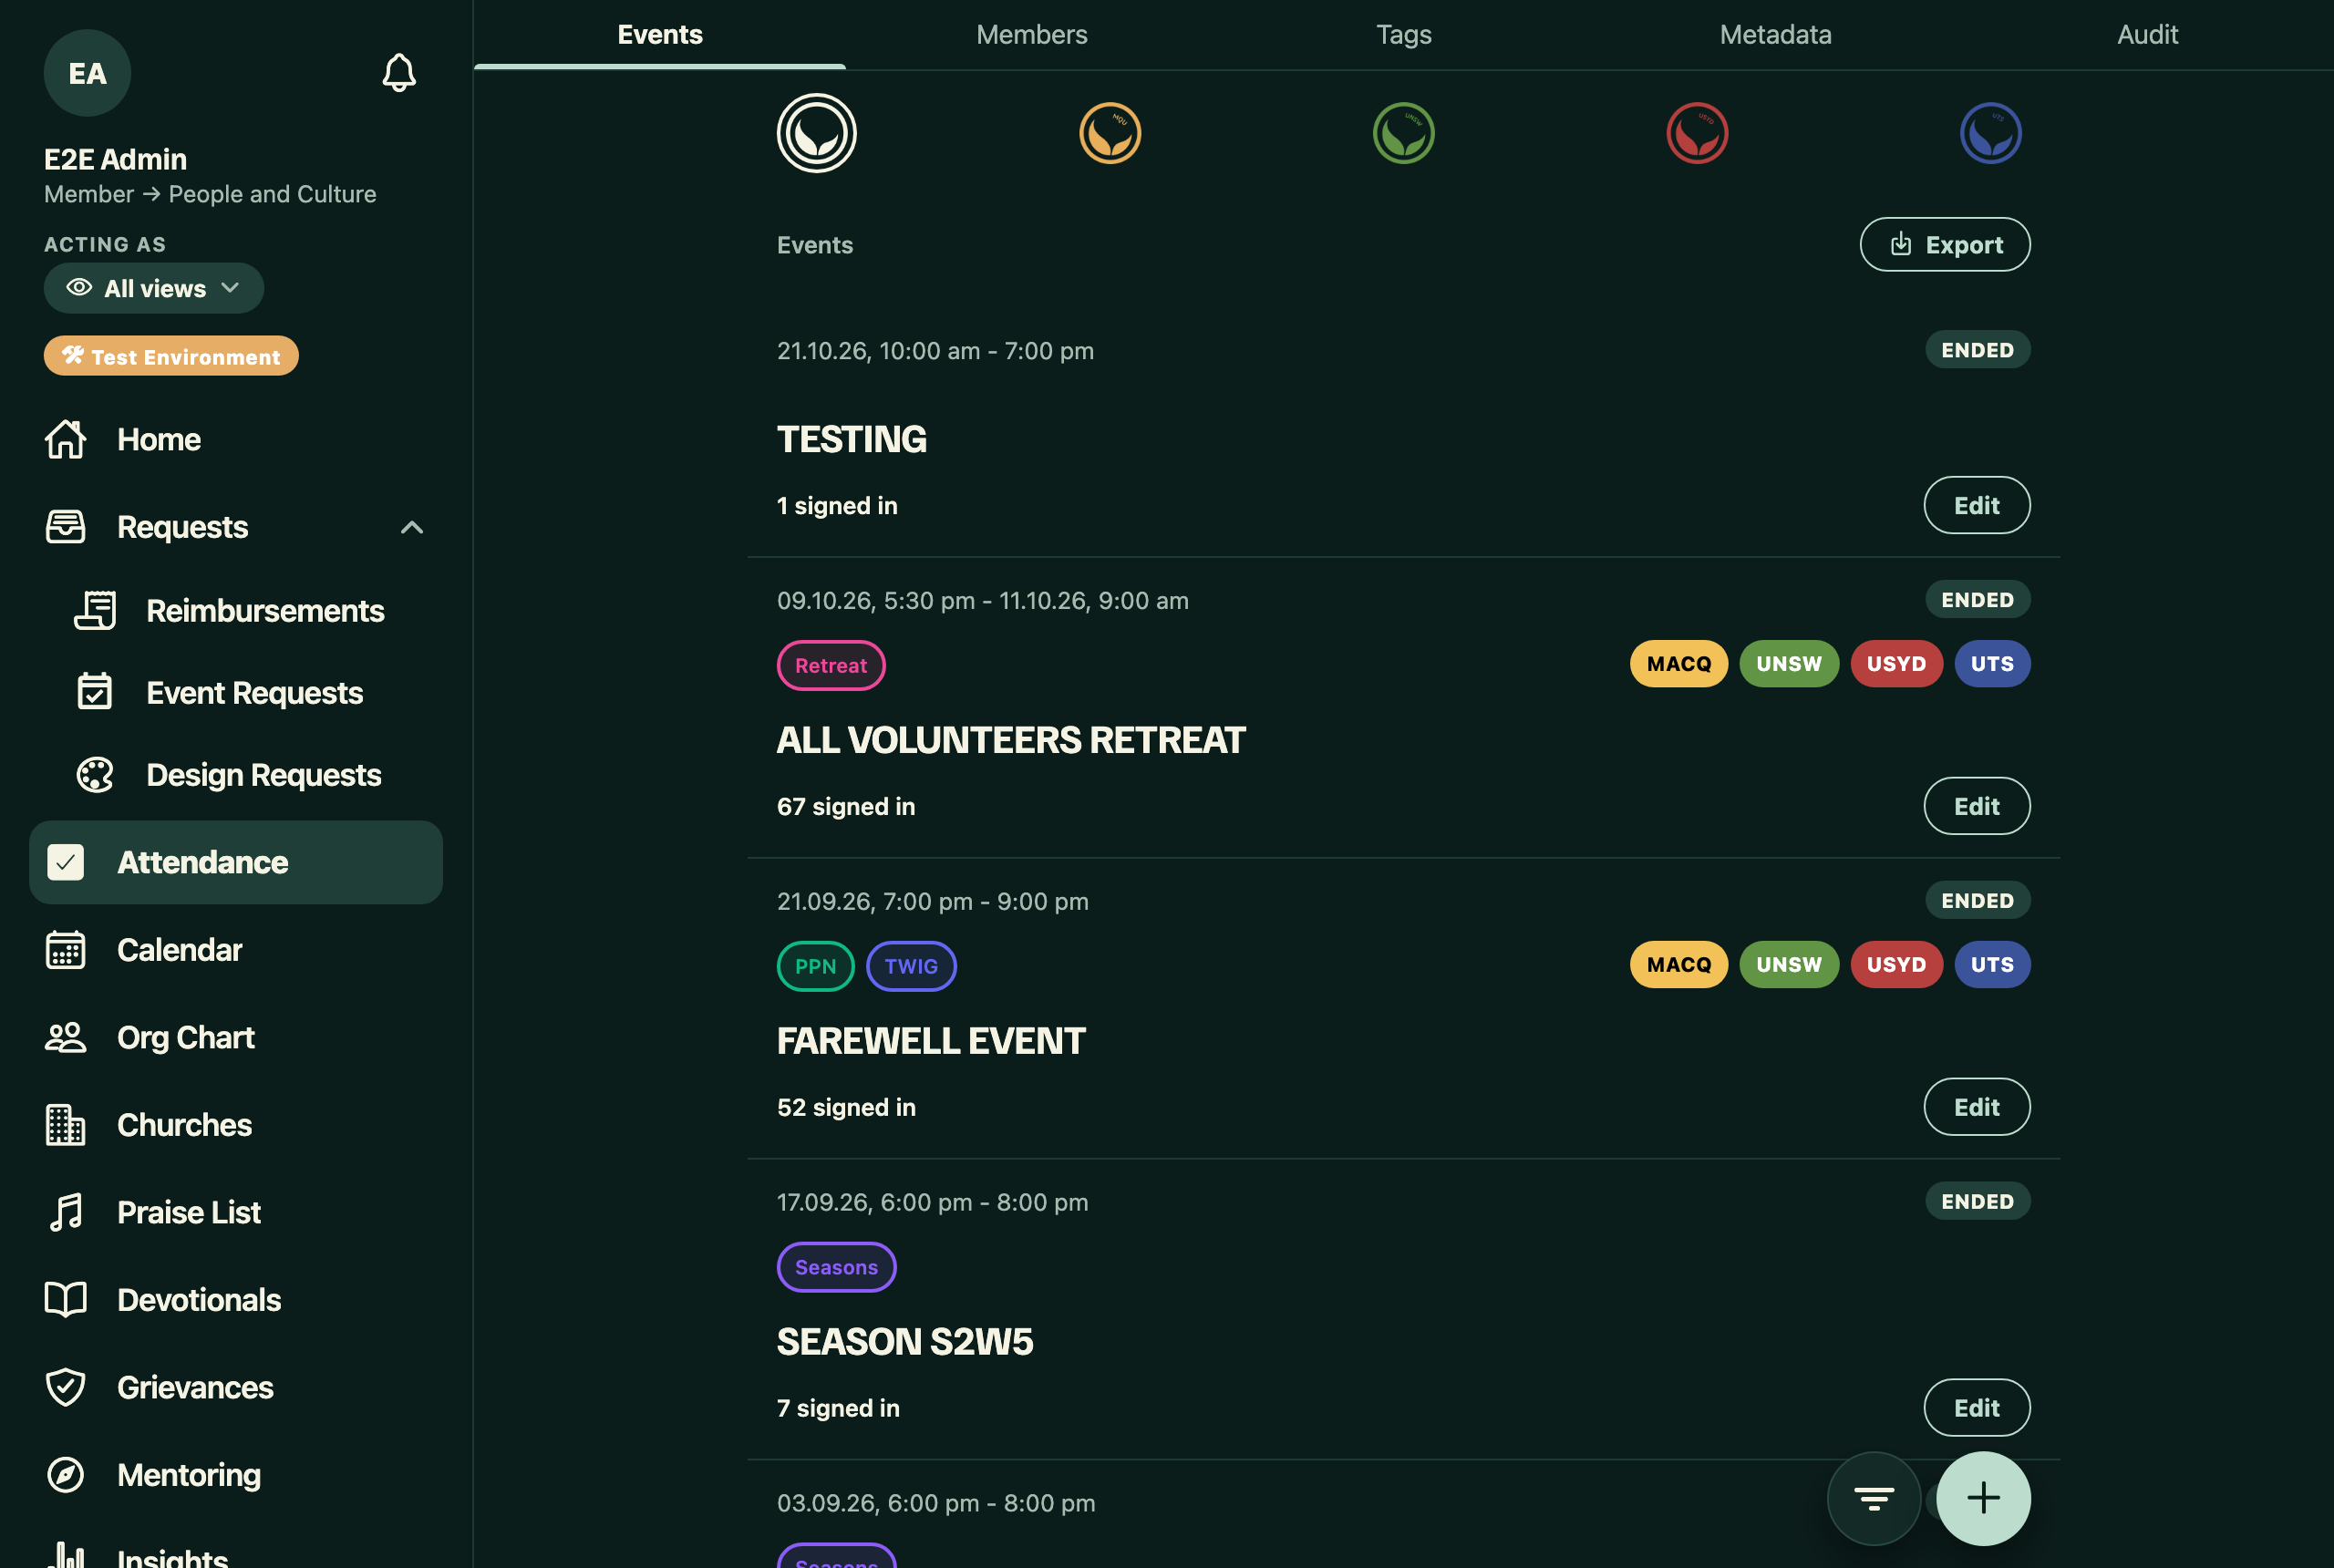 EA
E2E Admin
Member → People and Culture
ACTING AS
All views
Test Environment
Home
Requests
Reimbursements
Event Requests
Design Requests
Attendance
Calendar
Org Chart
Churches
Praise List
Devotionals
Grievances
Mentoring
Insights
Events
Members
Tags
Metadata
Audit
MQU
UNSW
USYD
UTS
Events
Export
21.10.26, 10:00 am - 7:00 pm
ENDED
TESTING
1 signed in
Edit
09.10.26, 5:30 pm - 11.10.26, 9:00 am
ENDED
Retreat
MACQ UNSW USYD UTS
ALL VOLUNTEERS RETREAT
67 signed in
Edit
21.09.26, 7:00 pm - 9:00 pm
ENDED
PPN TWIG
MACQ UNSW USYD UTS
FAREWELL EVENT
52 signed in
Edit
17.09.26, 6:00 pm - 8:00 pm
ENDED
Seasons
SEASON S2W5
7 signed in
Edit
03.09.26, 6:00 pm - 8:00 pm
Seasons